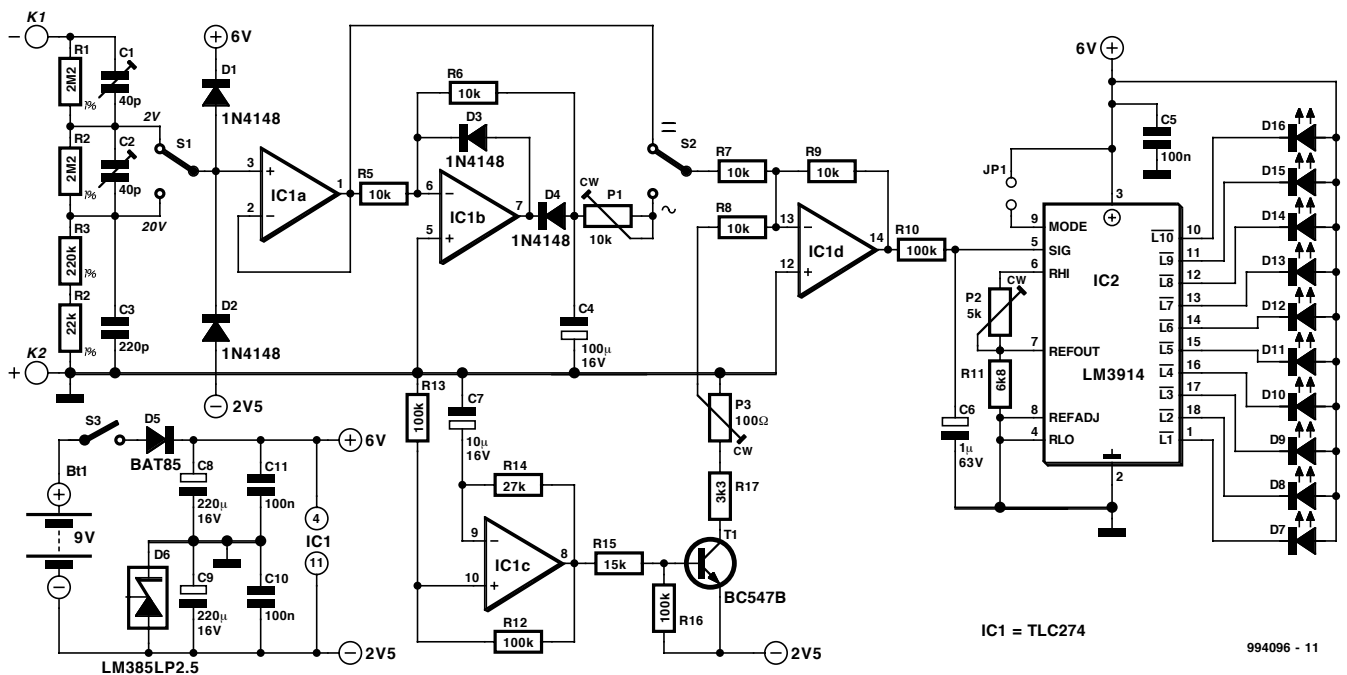 K1
R1
2M2
1%
C1
40p
R2
2M2
1%
C2
40p
2V
20V
S1
R3
220k
R2
22k
1%
C3
220p
K2
6V
D1
1N4148
D2
1N4148
2V5
3
+
2
−
1
IC1a
R5
10k
R6
10k
D3
1N4148
6
−
5
+
7
IC1b
D4
1N4148
CW
P1
10k
C4
100µ
16V
=
S2
~
R7
10k
R8
10k
R9
10k
13
−
12
+
14
IC1d
R10
100k
6V
C5
100n
JP1
3
9
MODE
5
SIG
6
RHI
IC2
P2
5k
CW
7
REFOUT
LM3914
R11
6k8
8
REFADJ
4
RLO
2
C6
1µ
63V
L10
10
D16
L9
11
D15
L8
12
D14
L7
13
D13
L6
14
D12
L5
15
D11
L4
16
D10
L3
17
D9
L2
18
D8
L1
1
D7
S3
D5
BAT85
Bt1
9V
D6
LM385LP2.5
C8
220µ
16V
C11
100n
C9
220µ
16V
C10
100n
6V
4
IC1
11
2V5
R13
100k
C7
10µ
16V
R14
27k
9
−
10
+
8
IC1c
R12
100k
R15
15k
R16
100k
P3
100Ω
CW
R17
3k3
T1
BC547B
2V5
IC1 = TLC274
994096 - 11